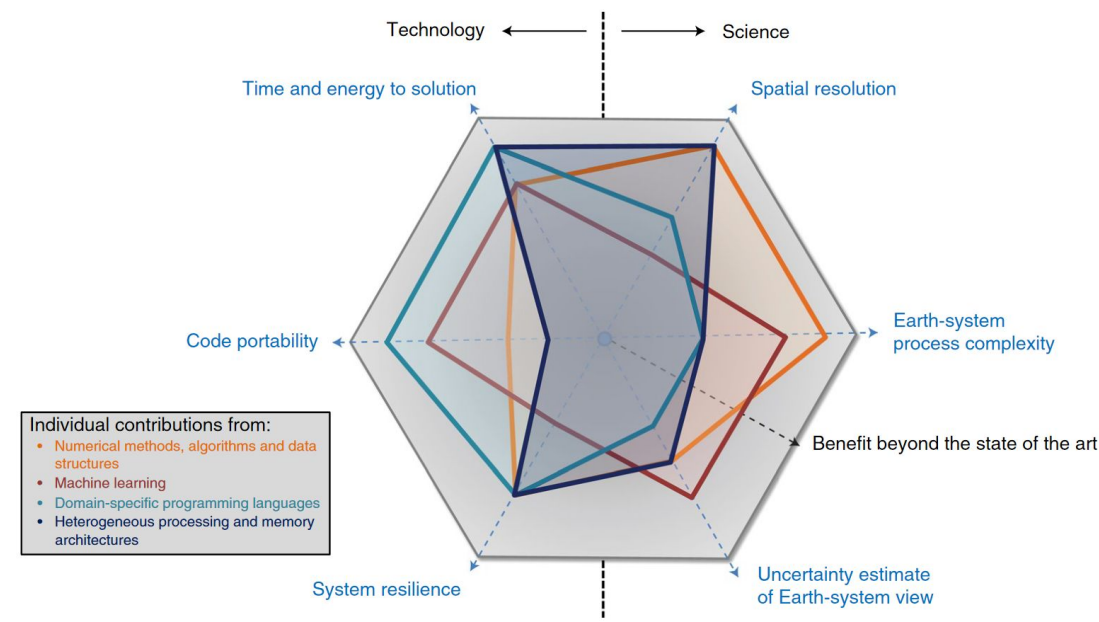 Technology
Science
Time and energy to solution
Spatial resolution
Code portability
Earth-system
process complexity
Individual contributions from:
• Numerical methods, algorithms and data
structures
• Machine learning
• Domain-specific programming languages
• Heterogeneous processing and memory
architectures
Benefit beyond the state of the art
System resilience
Uncertainty estimate
of Earth-system view